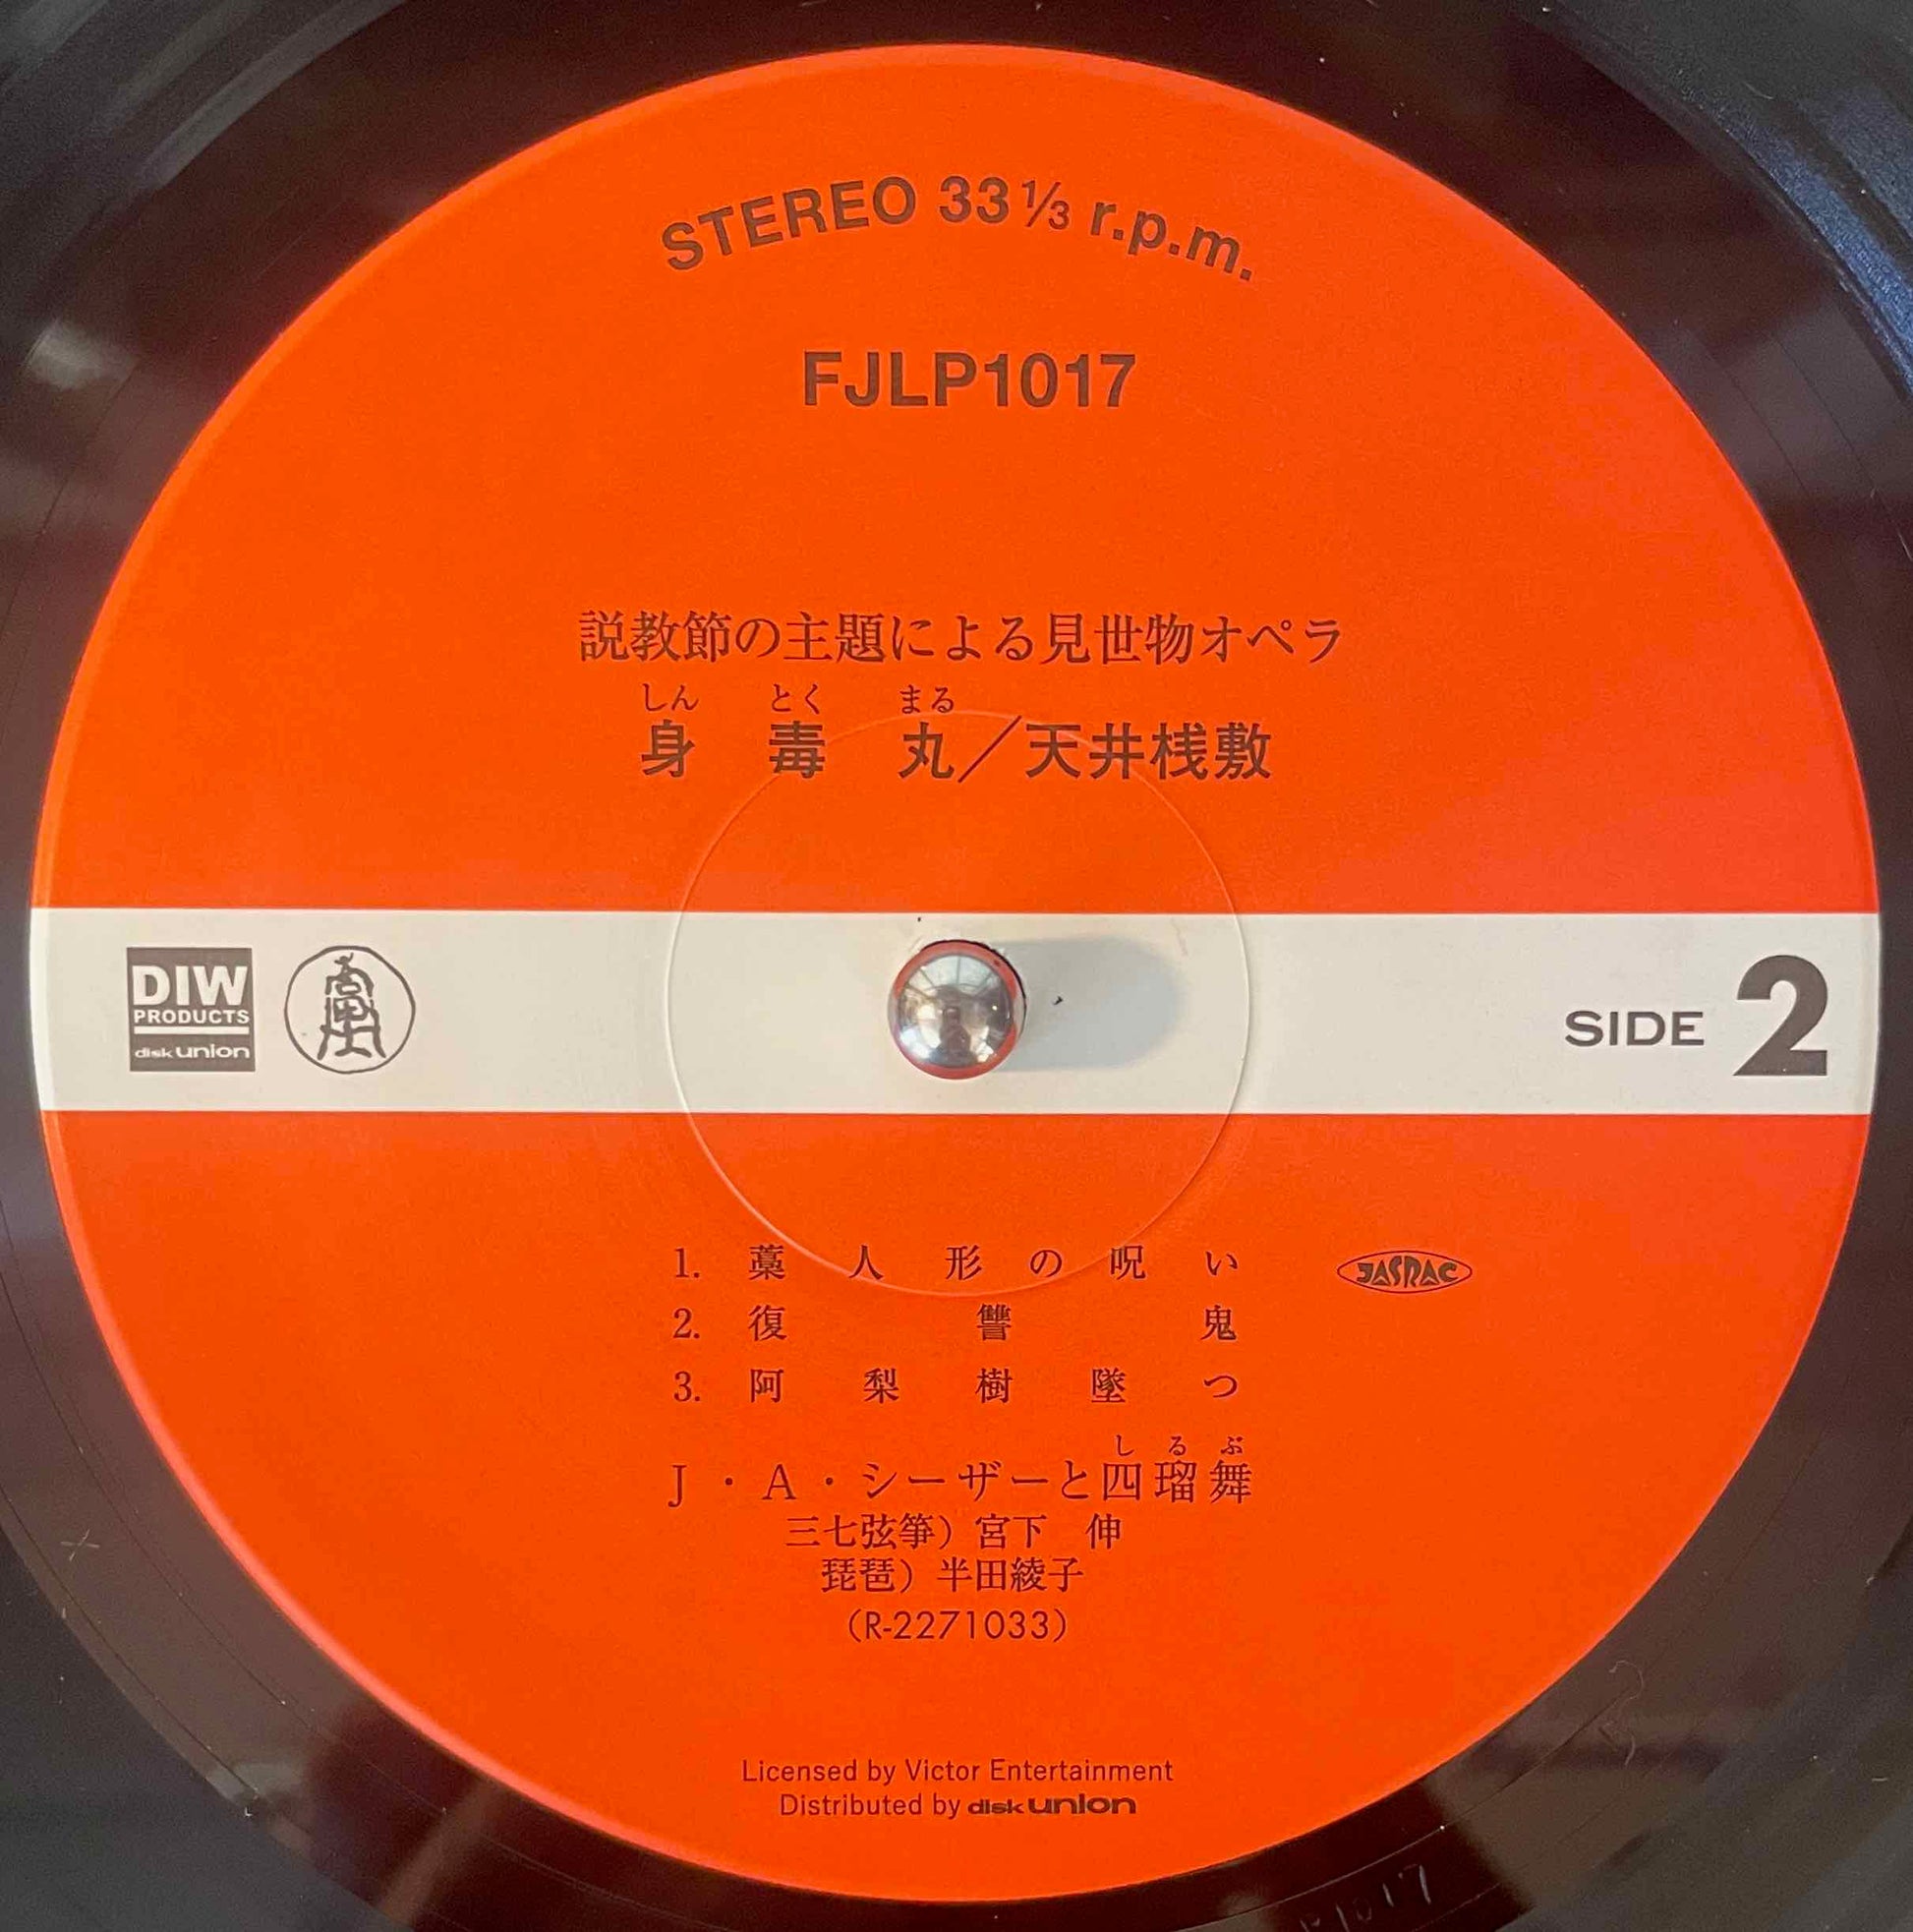 STEREO 33⅓ r.p.m.
FJLP1017
説教節の主題による見世物オペラ
しん とく まる
身毒丸／天井桟敷
DIW
PRODUCTS
disk union
SIDE 2
1. 藁人形の呪い
JASRAC
2. 復讐鬼
3. 阿梨樹墜つ
しるぶ
J・A・シーザーと四瑠舞
三七弦箏）宮下 伸
琵琶）半田綾子
（R-2271033）
Licensed by Victor Entertainment
Distributed by disk union